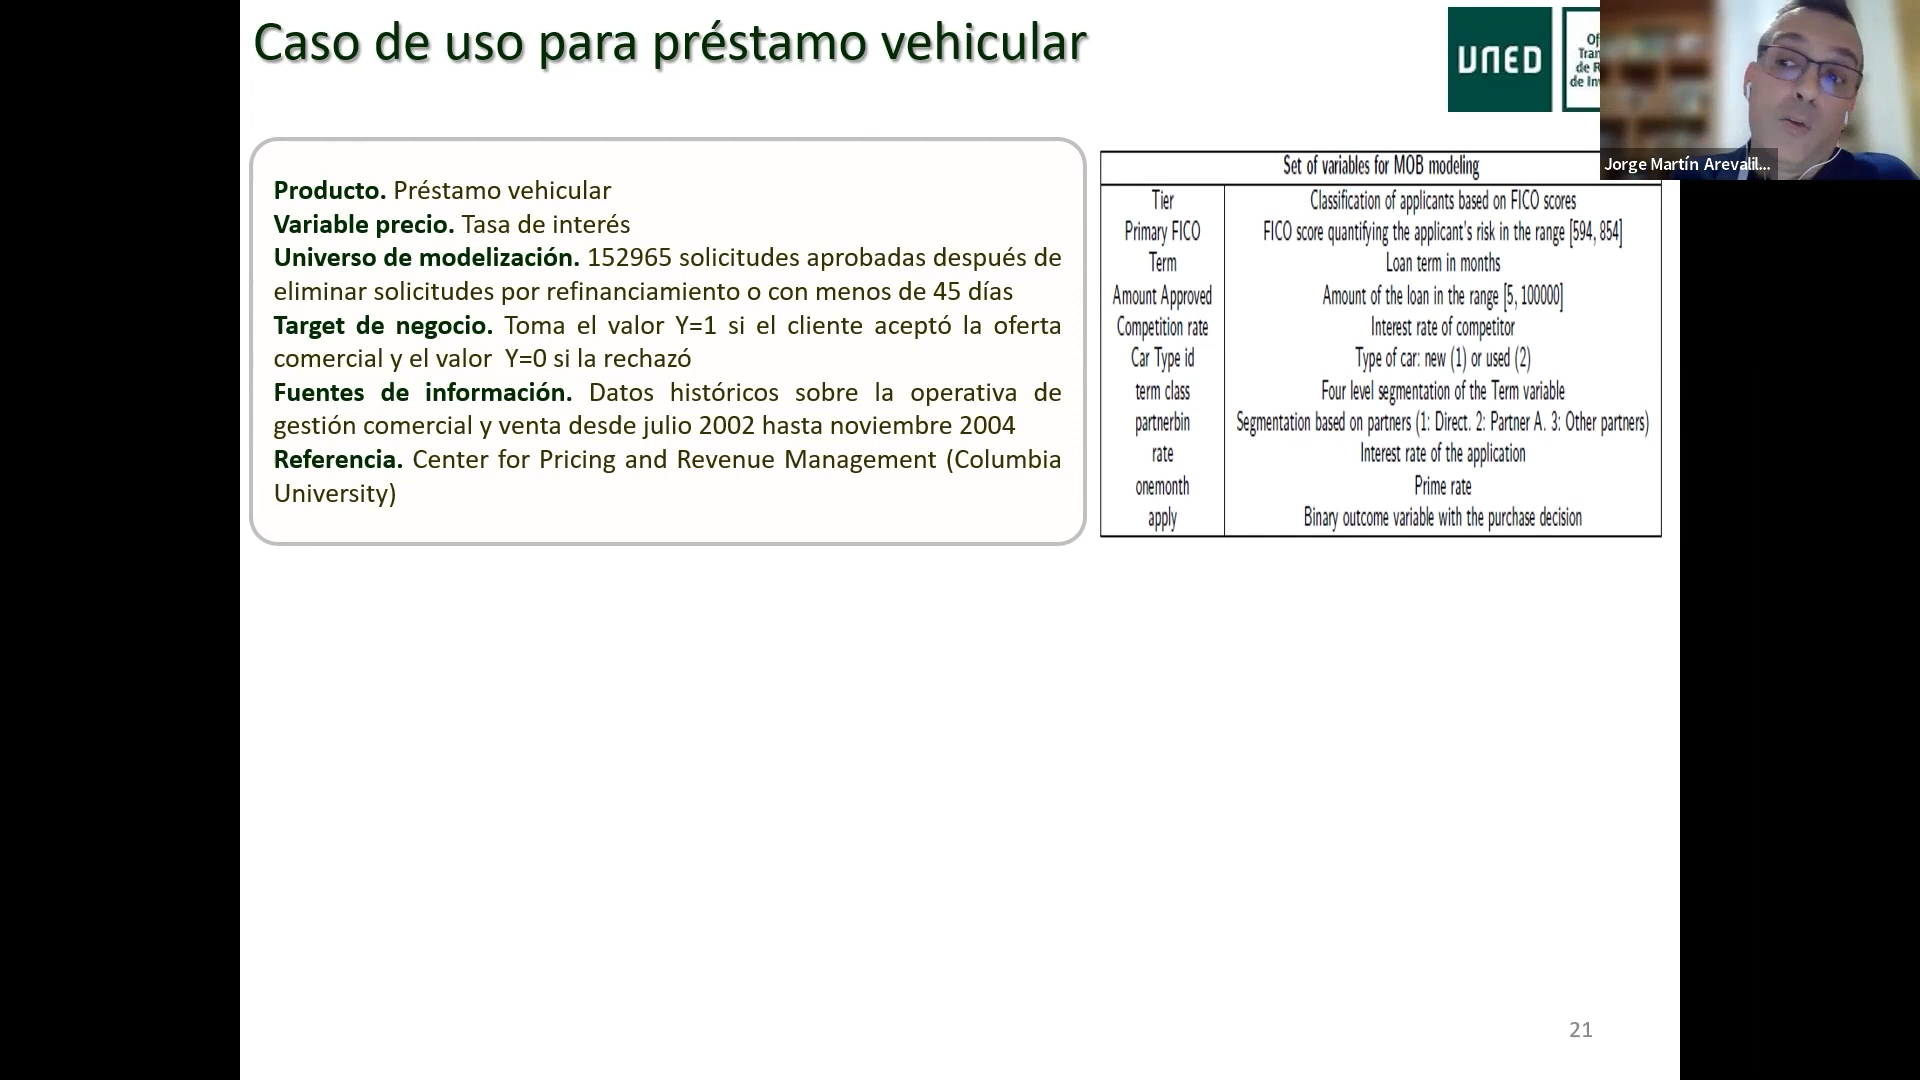 Caso de uso para préstamo vehicular
UNED
Of
Tran
de R
de In
Jorge Martín Arevalil...
Producto. Préstamo vehicular
Variable precio. Tasa de interés
Universo de modelización. 152965 solicitudes aprobadas después de
eliminar solicitudes por refinanciamiento o con menos de 45 días
Target de negocio. Toma el valor Y=1 si el cliente aceptó la oferta
comercial y el valor Y=0 si la rechazó
Fuentes de información. Datos históricos sobre la operativa de
gestión comercial y venta desde julio 2002 hasta noviembre 2004
Referencia. Center for Pricing and Revenue Management (Columbia
University)
Set of variables for MOB modeling
Tier Classification of applicants based on FICO scores
Primary FICO FICO score quantifying the applicant's risk in the range [594, 854]
Term Loan term in months
Amount Approved Amount of the loan in the range [5, 100000]
Competition rate Interest rate of competitor
Car Type id Type of car: new (1) or used (2)
term class Four level segmentation of the Term variable
partnerbin Segmentation based on partners (1: Direct. 2: Partner A. 3: Other partners)
rate Interest rate of the application
onemonth Prime rate
apply Binary outcome variable with the purchase decision
21